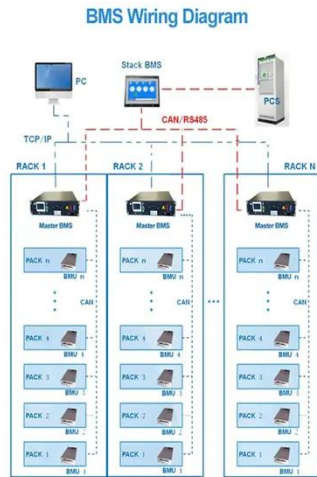 BMS Wiring Diagram
Stack BMS
PC
PCS
CAN/RS485
TCP/IP
RACK 1
RACK 2
RACK N
Master BMS
Master BMS
Master BMS
PACK n
BMU n
PACK n
BMU n
PACK n
BMU n
CAN
CAN
CAN
...
PACK 4
BMU 4
PACK 4
BMU 4
PACK 4
BMU 4
PACK 3
BMU 3
PACK 3
BMU 3
PACK 3
BMU 3
PACK 2
BMU 2
PACK 2
BMU 2
PACK 2
BMU 2
PACK 1
BMU 1
PACK 1
BMU 1
PACK 1
BMU 1